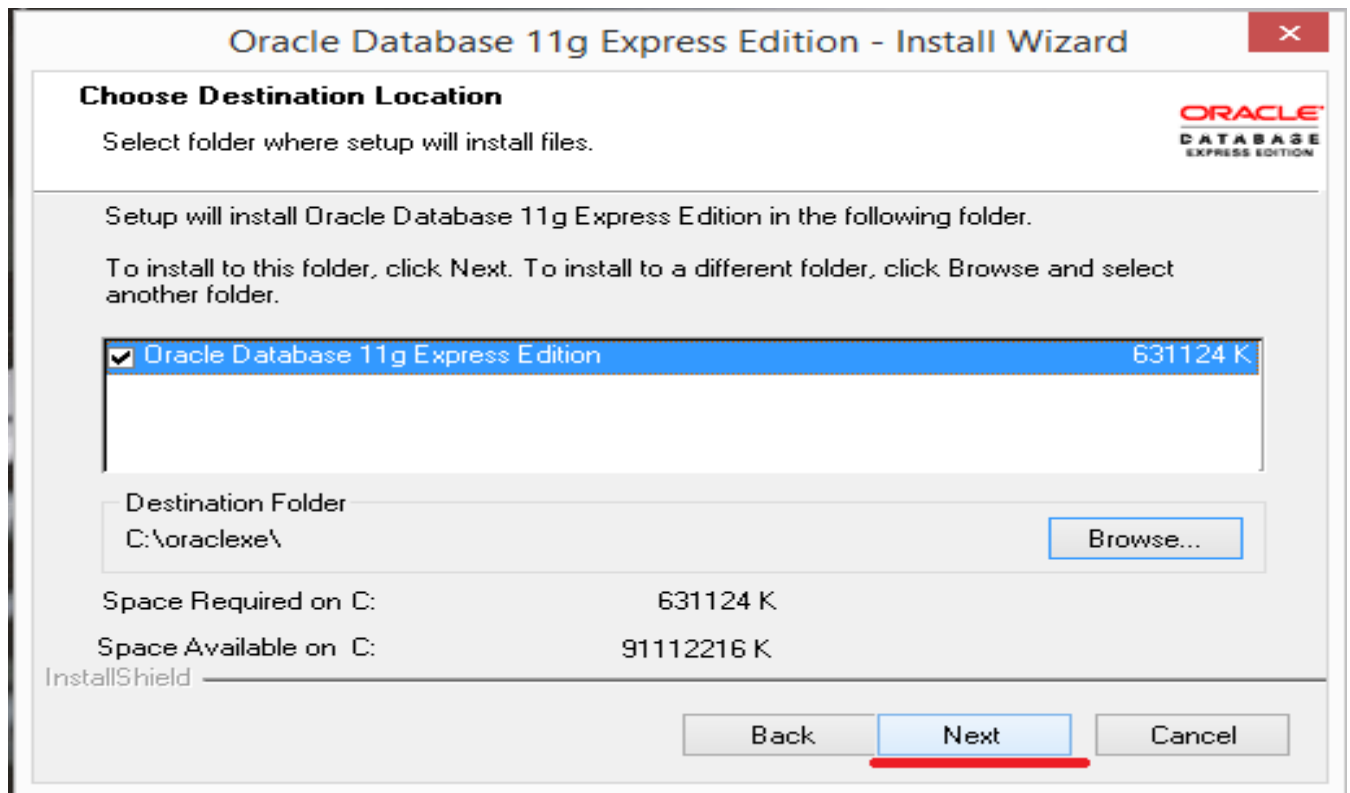 Oracle Database 11g Express Edition - Install Wizard
Choose Destination Location
Select folder where setup will install files.
ORACLE
DATABASE
EXPRESS EDITION
Setup will install Oracle Database 11g Express Edition in the following folder.
To install to this folder, click Next. To install to a different folder, click Browse and select
another folder.
Oracle Database 11g Express Edition 631124 K
Destination Folder
C:\oraclexe\
Browse...
Space Required on C: 631124 K
Space Available on C: 91112216 K
InstallShield
Back Next Cancel